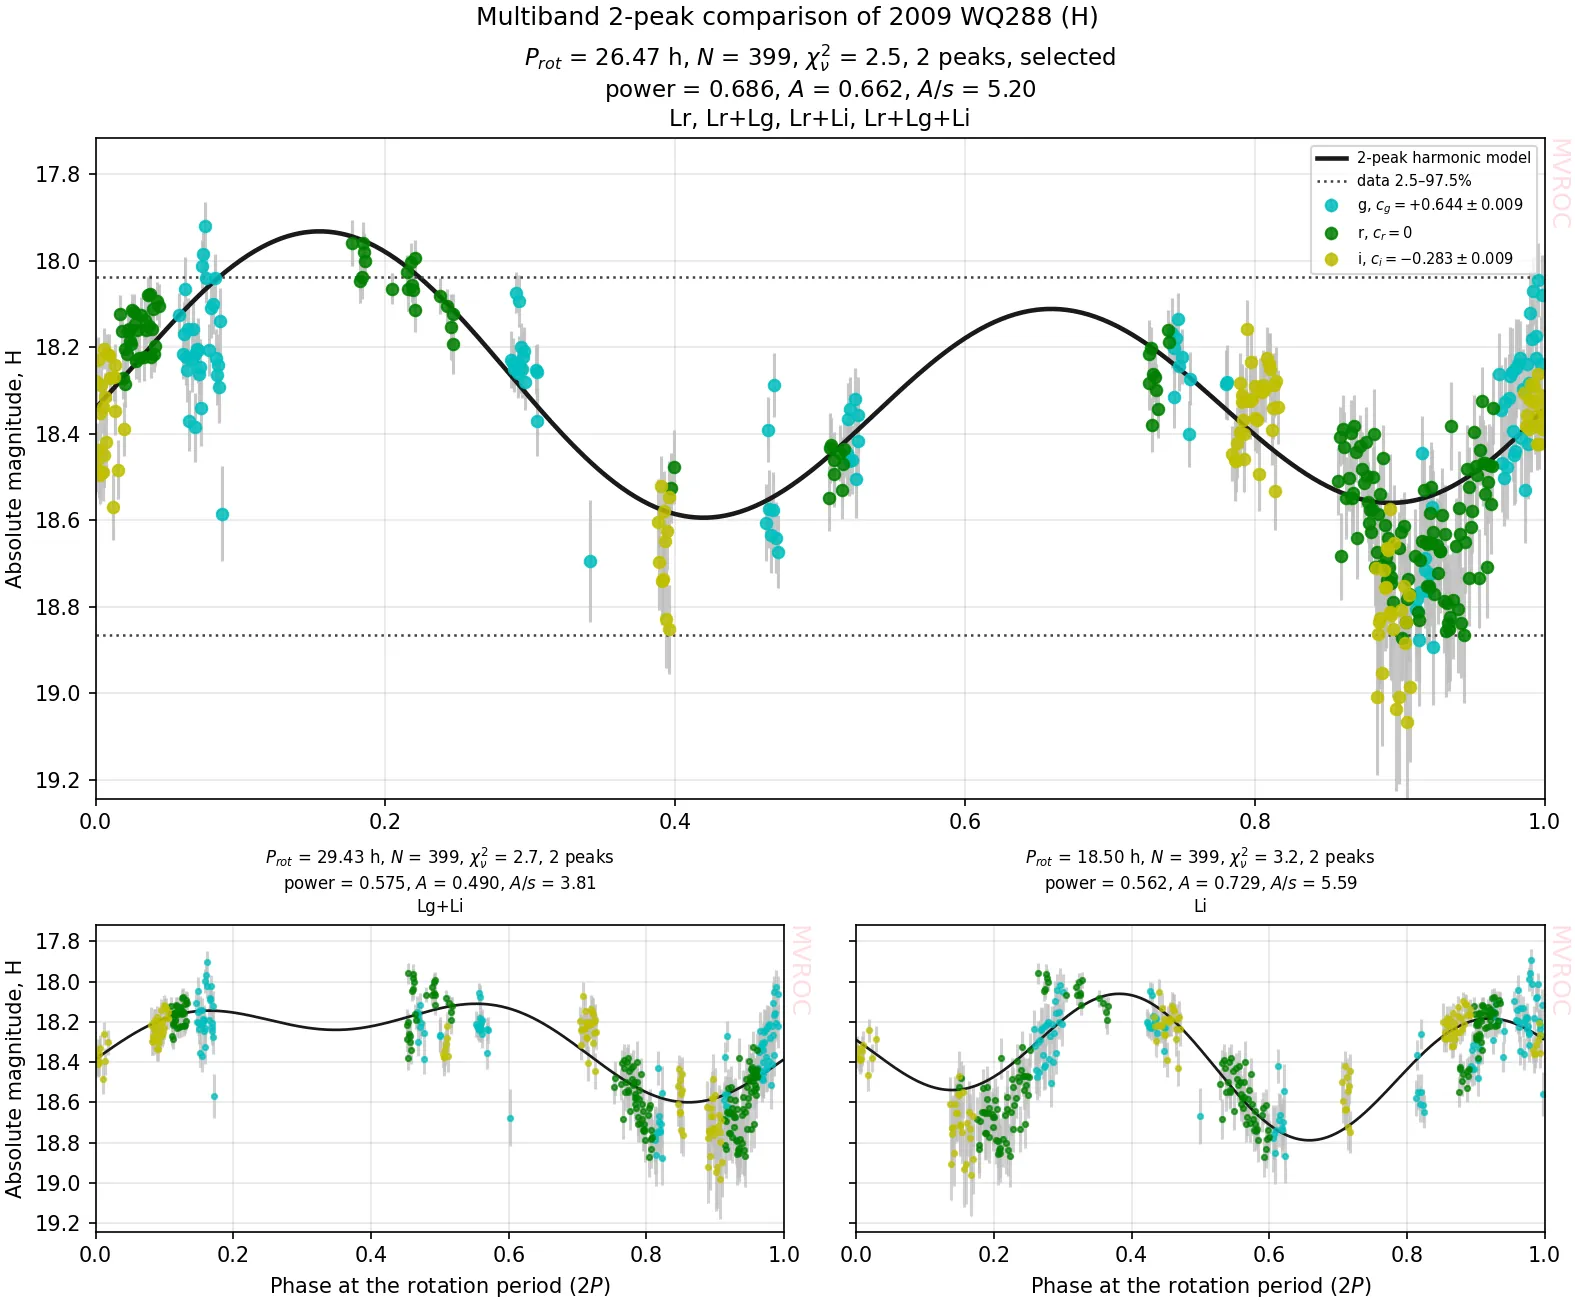 Multiband 2-peak comparison of 2009 WQ288 (H)
P_rot = 26.47 h, N = 399, χ²_ν = 2.5, 2 peaks, selected
power = 0.686, A = 0.662, A/s = 5.20
Lr, Lr+Lg, Lr+Li, Lr+Lg+Li
2-peak harmonic model
data 2.5–97.5%
g, c_g = +0.644 ± 0.009
r, c_r = 0
i, c_i = −0.283 ± 0.009
MVROC
Absolute magnitude, H
17.8
18.0
18.2
18.4
18.6
18.8
19.0
19.2
0.0 0.2 0.4 0.6 0.8 1.0
P_rot = 29.43 h, N = 399, χ²_ν = 2.7, 2 peaks
power = 0.575, A = 0.490, A/s = 3.81
Lg+Li
MVROC
Absolute magnitude, H
17.8
18.0
18.2
18.4
18.6
18.8
19.0
19.2
0.0 0.2 0.4 0.6 0.8 1.0
Phase at the rotation period (2P)
P_rot = 18.50 h, N = 399, χ²_ν = 3.2, 2 peaks
power = 0.562, A = 0.729, A/s = 5.59
Li
MVROC
0.0 0.2 0.4 0.6 0.8 1.0
Phase at the rotation period (2P)